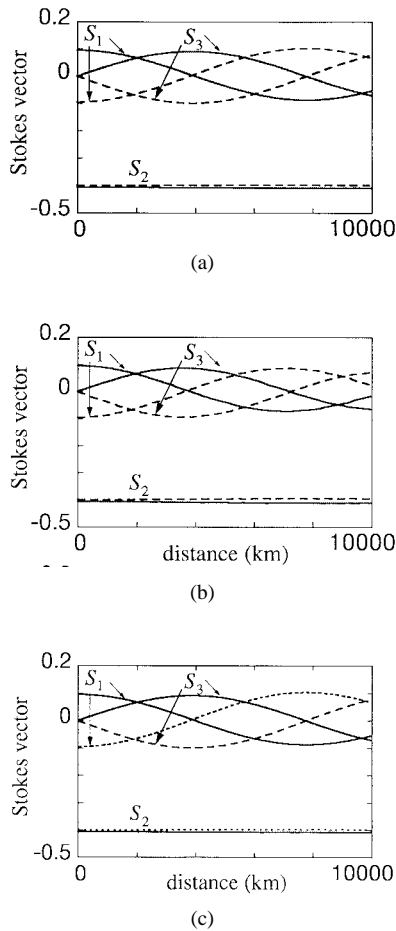 0.2
S1
S3
0
Stokes vector
S2
-0.5
0
10000
(a)
0.2
S1
S3
0
Stokes vector
S2
-0.5
0
distance (km)
10000
(b)
0.2
S1
S3
0
Stokes vector
S2
-0.5
0
distance (km)
10000
(c)